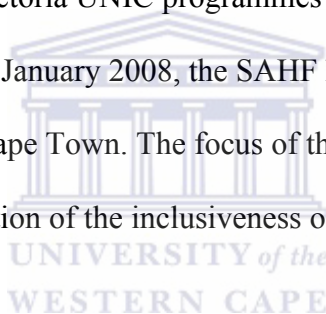 ctoria UNIC programmes
January 2008, the SAHF
ape Town. The focus of th
ion of the inclusiveness o
UNIVERSITY of the
WESTERN CAPE